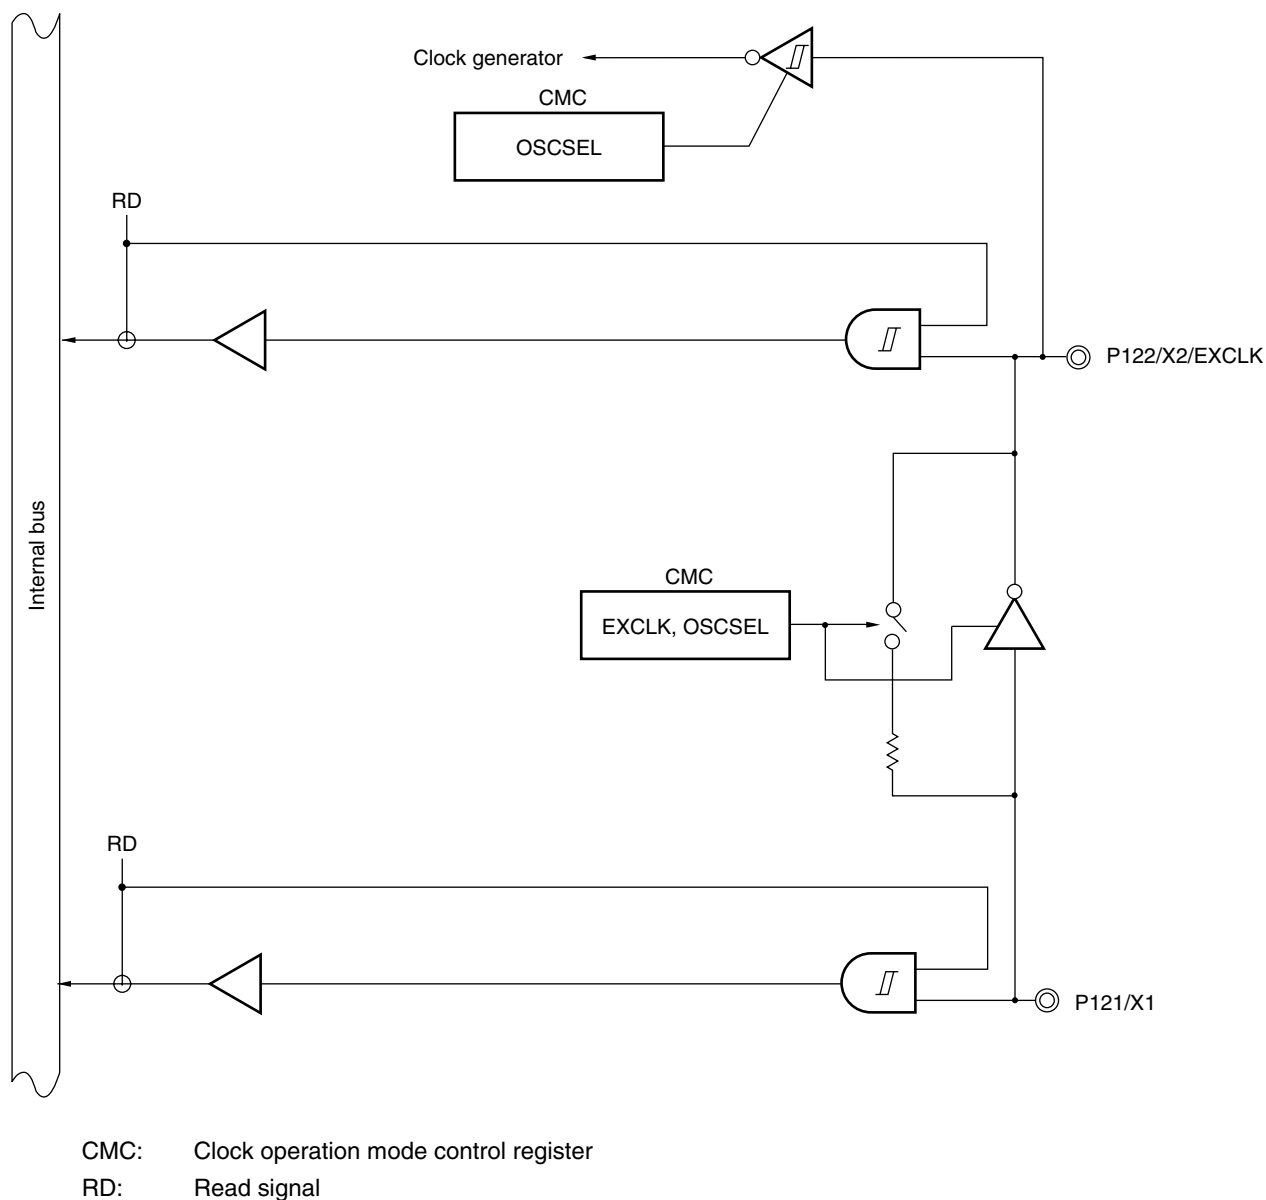 Clock generator
CMC
OSCSEL
RD
P122/X2/EXCLK
Internal bus
CMC
EXCLK, OSCSEL
RD
P121/X1
CMC: Clock operation mode control register
RD: Read signal